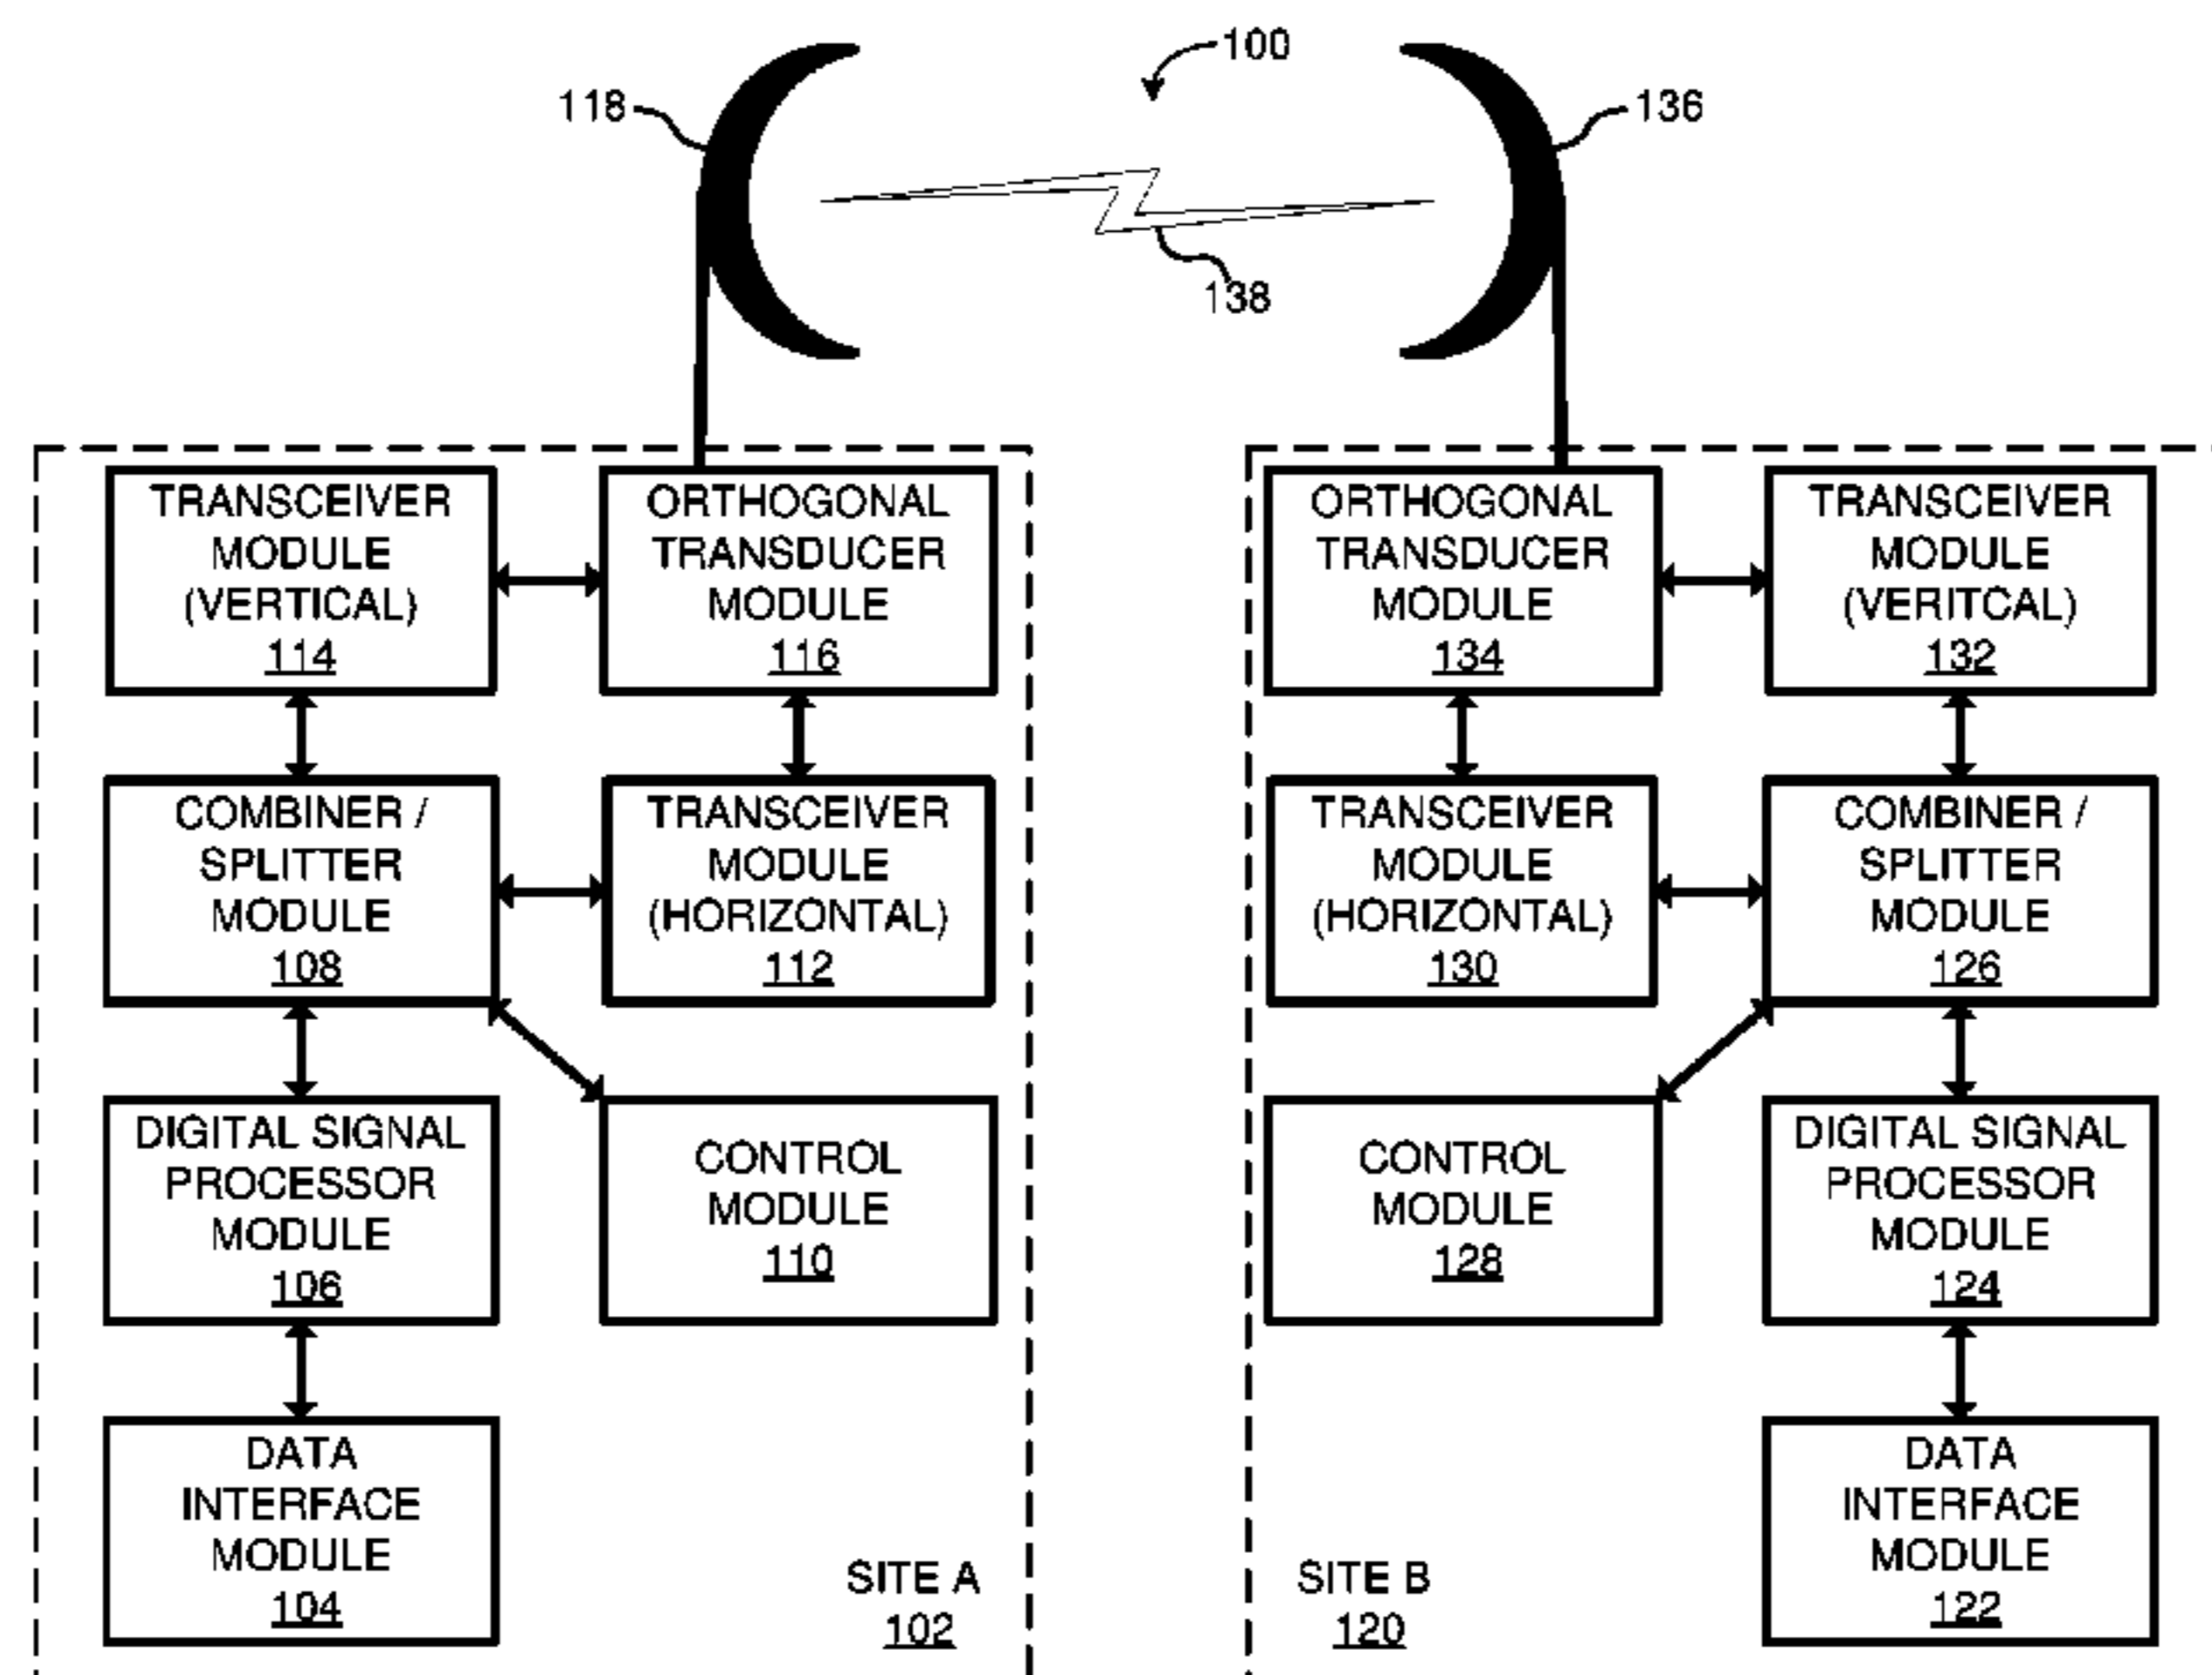 100
118
136
138
TRANSCEIVER
MODULE
(VERTICAL)
114
ORTHOGONAL
TRANSDUCER
MODULE
116
ORTHOGONAL
TRANSDUCER
MODULE
134
TRANSCEIVER
MODULE
(VERITCAL)
132
COMBINER /
SPLITTER
MODULE
108
TRANSCEIVER
MODULE
(HORIZONTAL)
112
TRANSCEIVER
MODULE
(HORIZONTAL)
130
COMBINER /
SPLITTER
MODULE
126
DIGITAL SIGNAL
PROCESSOR
MODULE
106
CONTROL
MODULE
110
CONTROL
MODULE
128
DIGITAL SIGNAL
PROCESSOR
MODULE
124
DATA
INTERFACE
MODULE
104
SITE A
102
SITE B
120
DATA
INTERFACE
MODULE
122